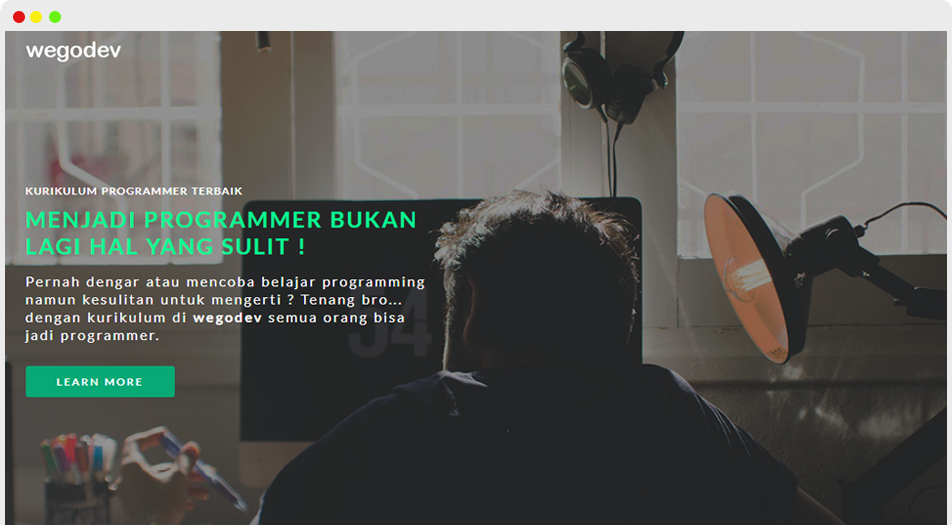 wegodev
KURIKULUM PROGRAMMER TERBAIK
MENJADI PROGRAMMER BUKAN
LAGI HAL YANG SULIT !
Pernah dengar atau mencoba belajar programming
namun kesulitan untuk mengerti ? Tenang bro...
dengan kurikulum di wegodev semua orang bisa
jadi programmer.
54
LEARN MORE